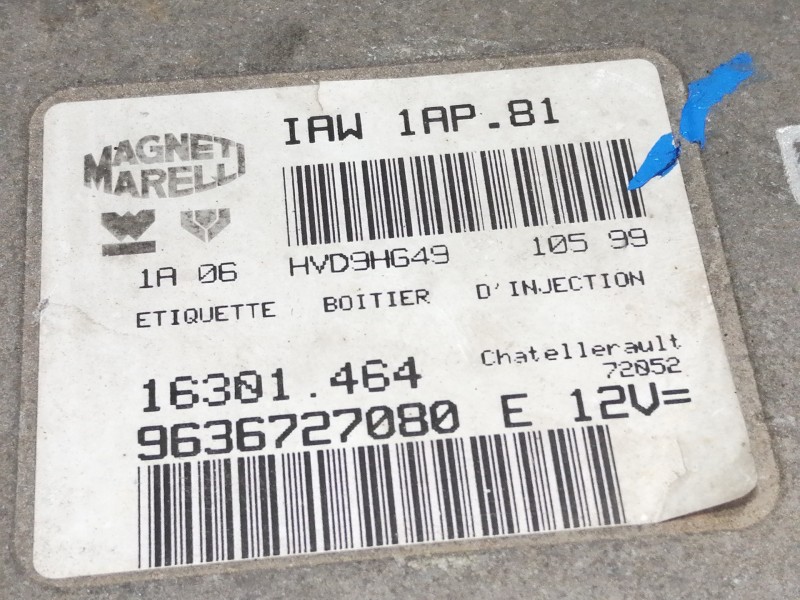 IAW 1AP.81
MAGNETI
MARELLI
HVD9HG49 105 99
1A 06
ETIQUETTE BOITIER D'INJECTION
Chatellerault
72052
16301.464
9636727080 E 12V=